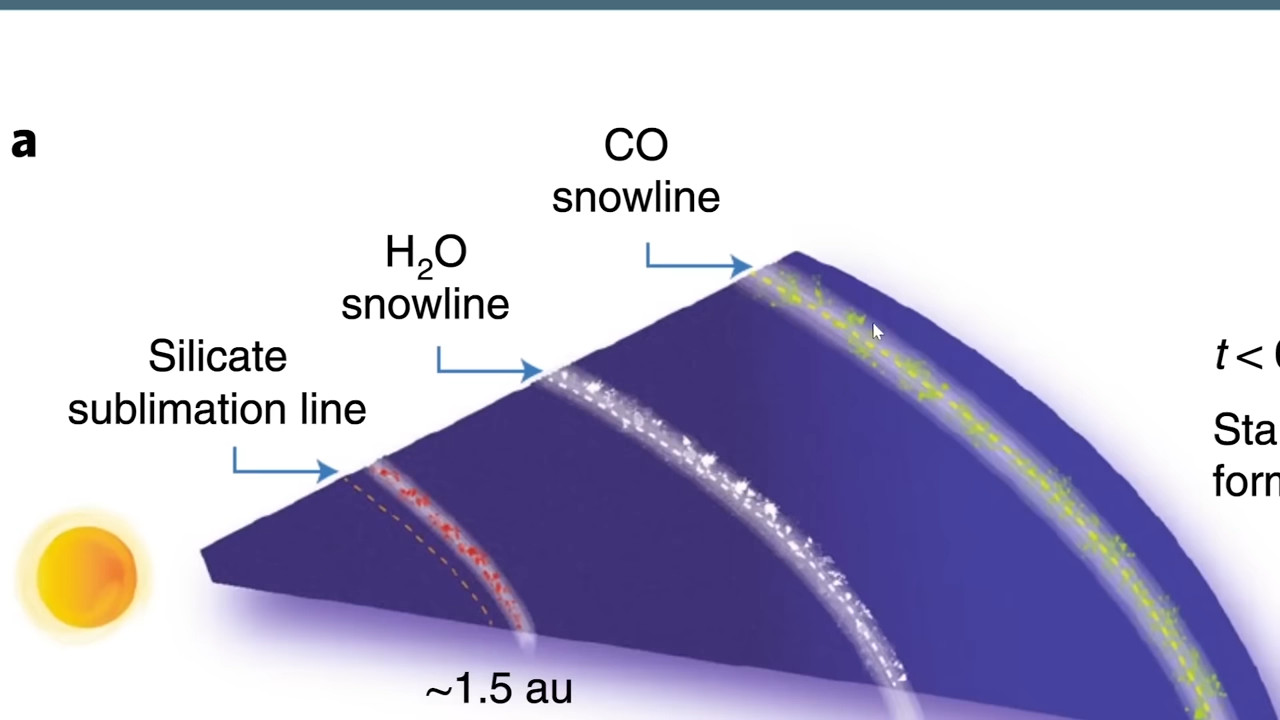 a
CO
snowline
H₂O
snowline
Silicate
sublimation line
t <
~1.5 au